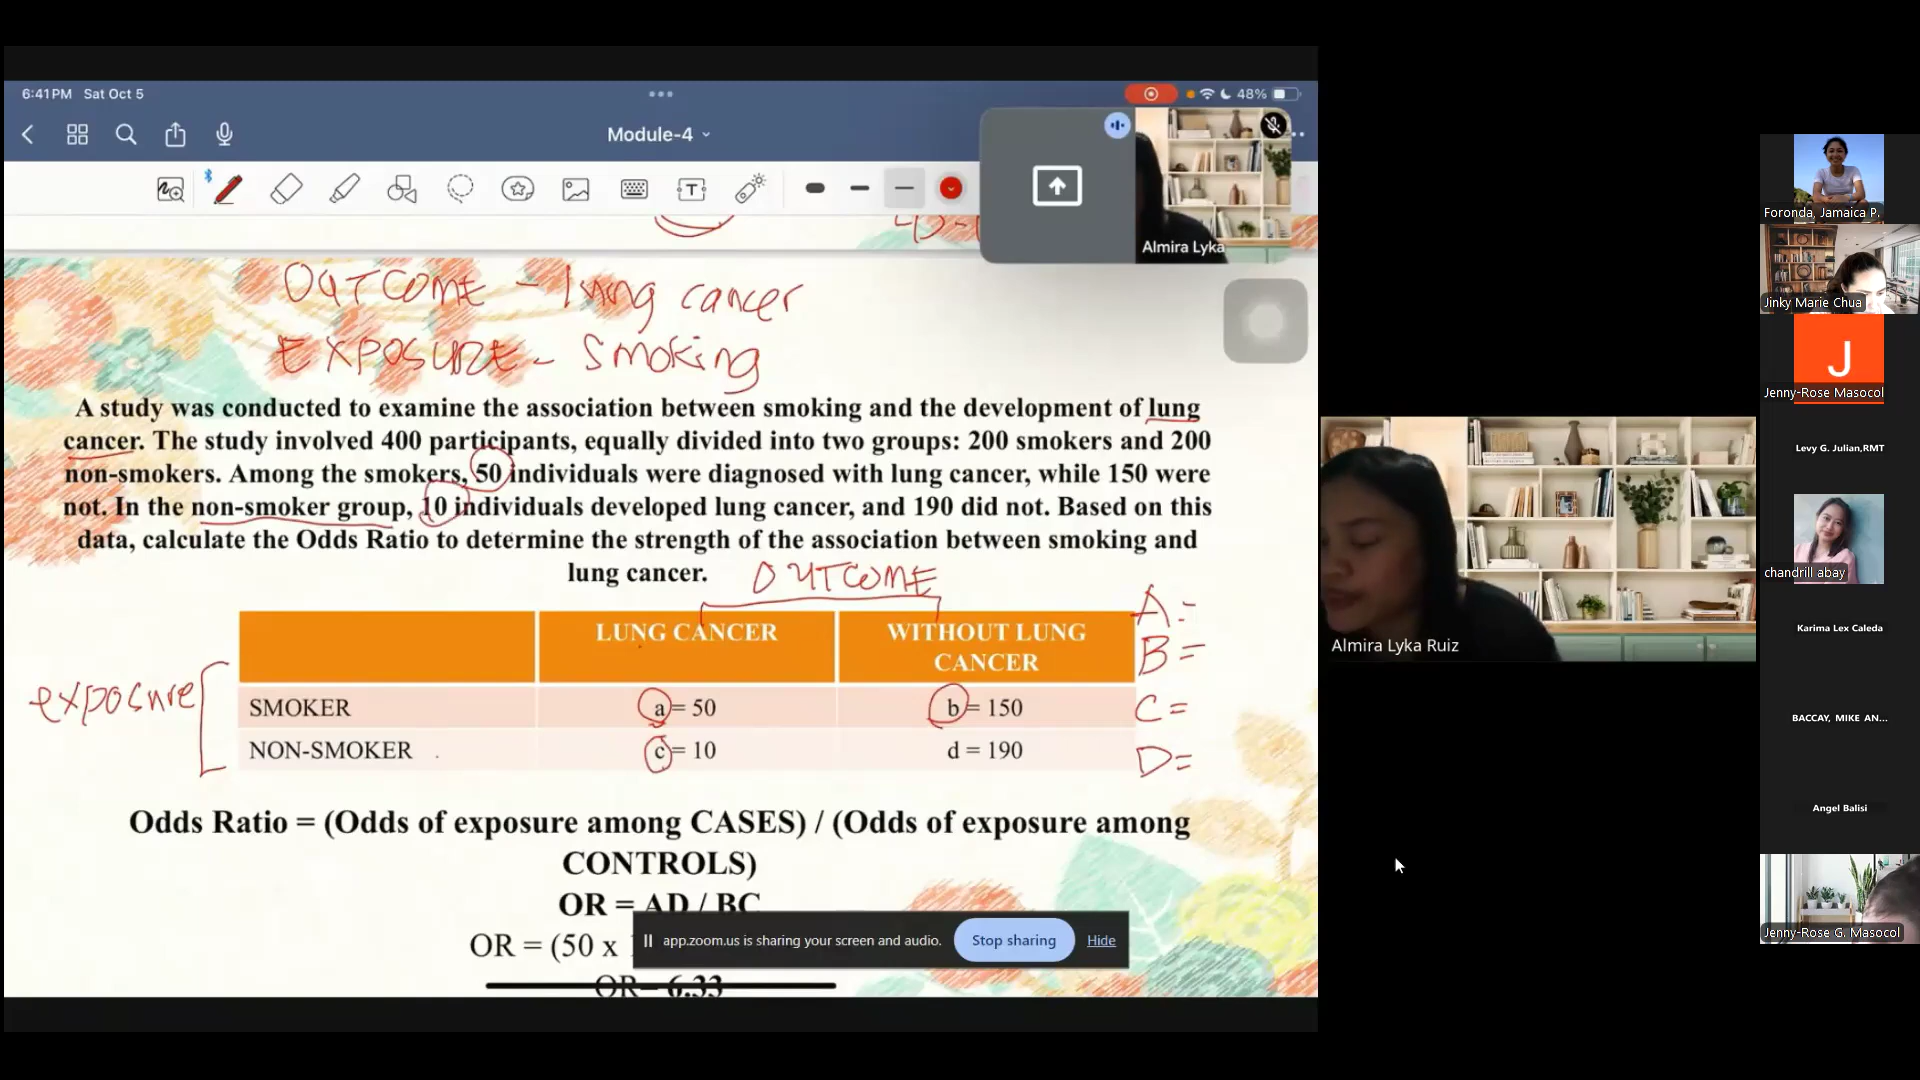 6:41PM Sat Oct 5
48%
Module-4
Almira Lyka
OUTCOME - lung cancer
EXPOSURE - Smoking
A study was conducted to examine the association between smoking and the development of lung
cancer. The study involved 400 participants, equally divided into two groups: 200 smokers and 200
non-smokers. Among the smokers, 50 individuals were diagnosed with lung cancer, while 150 were
not. In the non-smoker group, 10 individuals developed lung cancer, and 190 did not. Based on this
data, calculate the Odds Ratio to determine the strength of the association between smoking and
lung cancer.
OUTCOME
LUNG CANCER
WITHOUT LUNG
CANCER
exposure
SMOKER a = 50 b = 150
NON-SMOKER c = 10 d = 190
A =
B =
C =
D =
Odds Ratio = (Odds of exposure among CASES) / (Odds of exposure among
CONTROLS)
OR = AD / BC
OR = (50 x
OR= 6.33
app.zoom.us is sharing your screen and audio.
Stop sharing
Hide
Almira Lyka Ruiz
Foronda, Jamaica P.
Jinky Marie Chua
J
Jenny-Rose Masocol
Levy G. Julian,RMT
chandrill abay
Karima Lex Caleda
BACCAY, MIKE AN...
Angel Balisi
Jenny-Rose G. Masocol